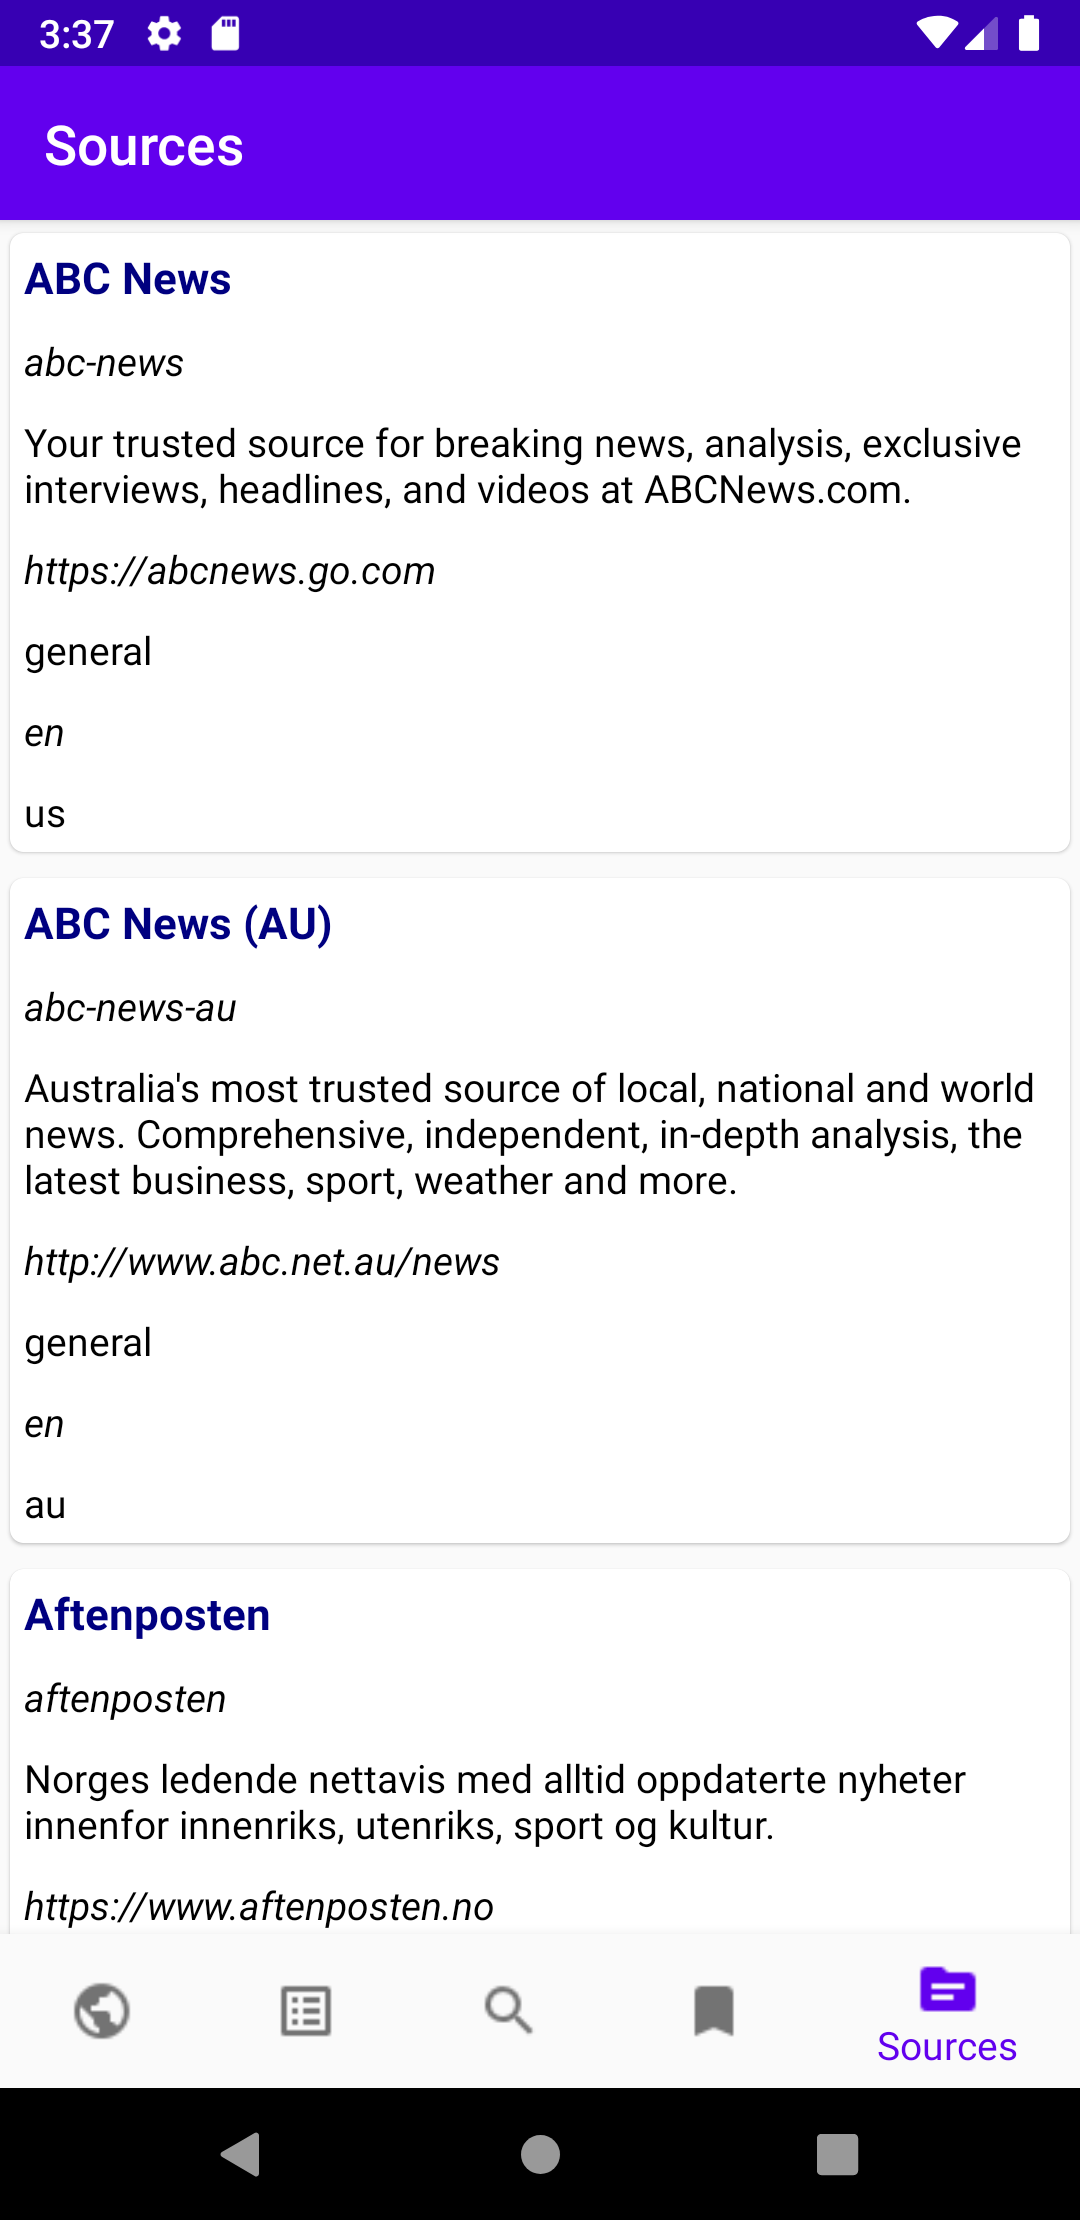 3:37
Sources
ABC News
abc-news
Your trusted source for breaking news, analysis, exclusive
interviews, headlines, and videos at ABCNews.com.
https://abcnews.go.com
general
en
us
ABC News (AU)
abc-news-au
Australia's most trusted source of local, national and world
news. Comprehensive, independent, in-depth analysis, the
latest business, sport, weather and more.
http://www.abc.net.au/news
general
en
au
Aftenposten
aftenposten
Norges ledende nettavis med alltid oppdaterte nyheter
innenfor innenriks, utenriks, sport og kultur.
https://www.aftenposten.no
Sources